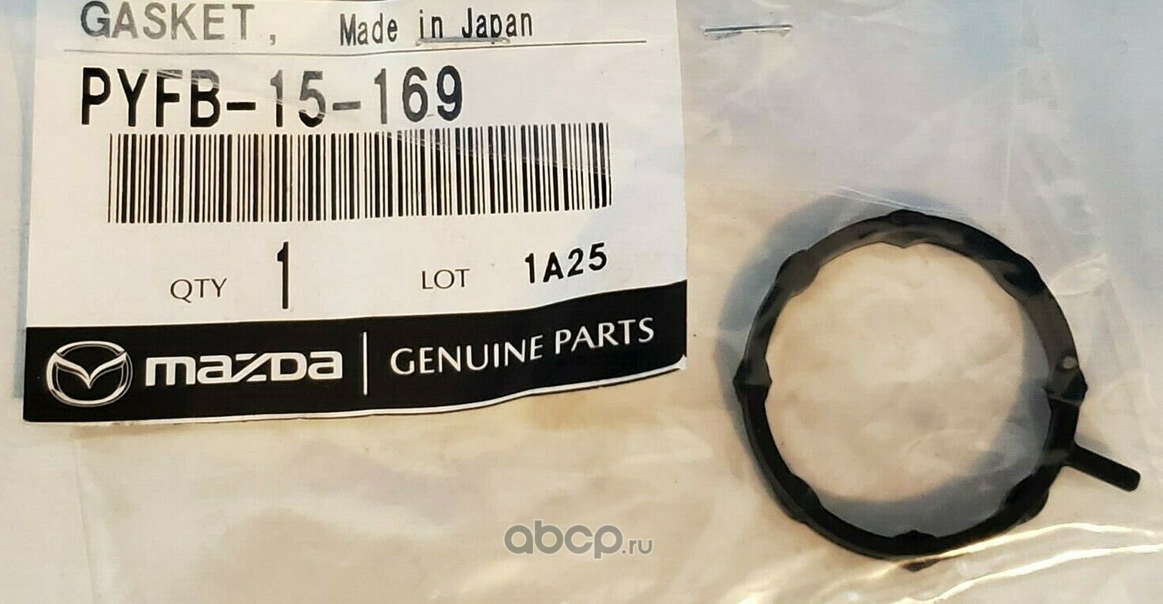 GASKET, Made in Japan
PYFB-15-169
QTY 1 LOT 1A25
mazda GENUINE PARTS
abcp.ru